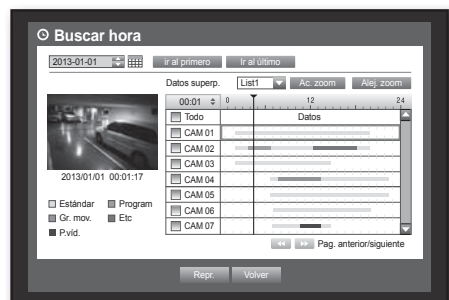 Buscar hora
2013-01-01 ir al primero Ir al último
Datos superp. List1 Ac. zoom Alej. zoom
00:01 0 12 24
Todo Datos
CAM 01
CAM 02
CAM 03
CAM 04
CAM 05
CAM 06
CAM 07
2013/01/01 00:01:17
Estándar Program
Gr. mov. Etc
P.víd.
Pag. anterior/siguiente
Repr. Volver